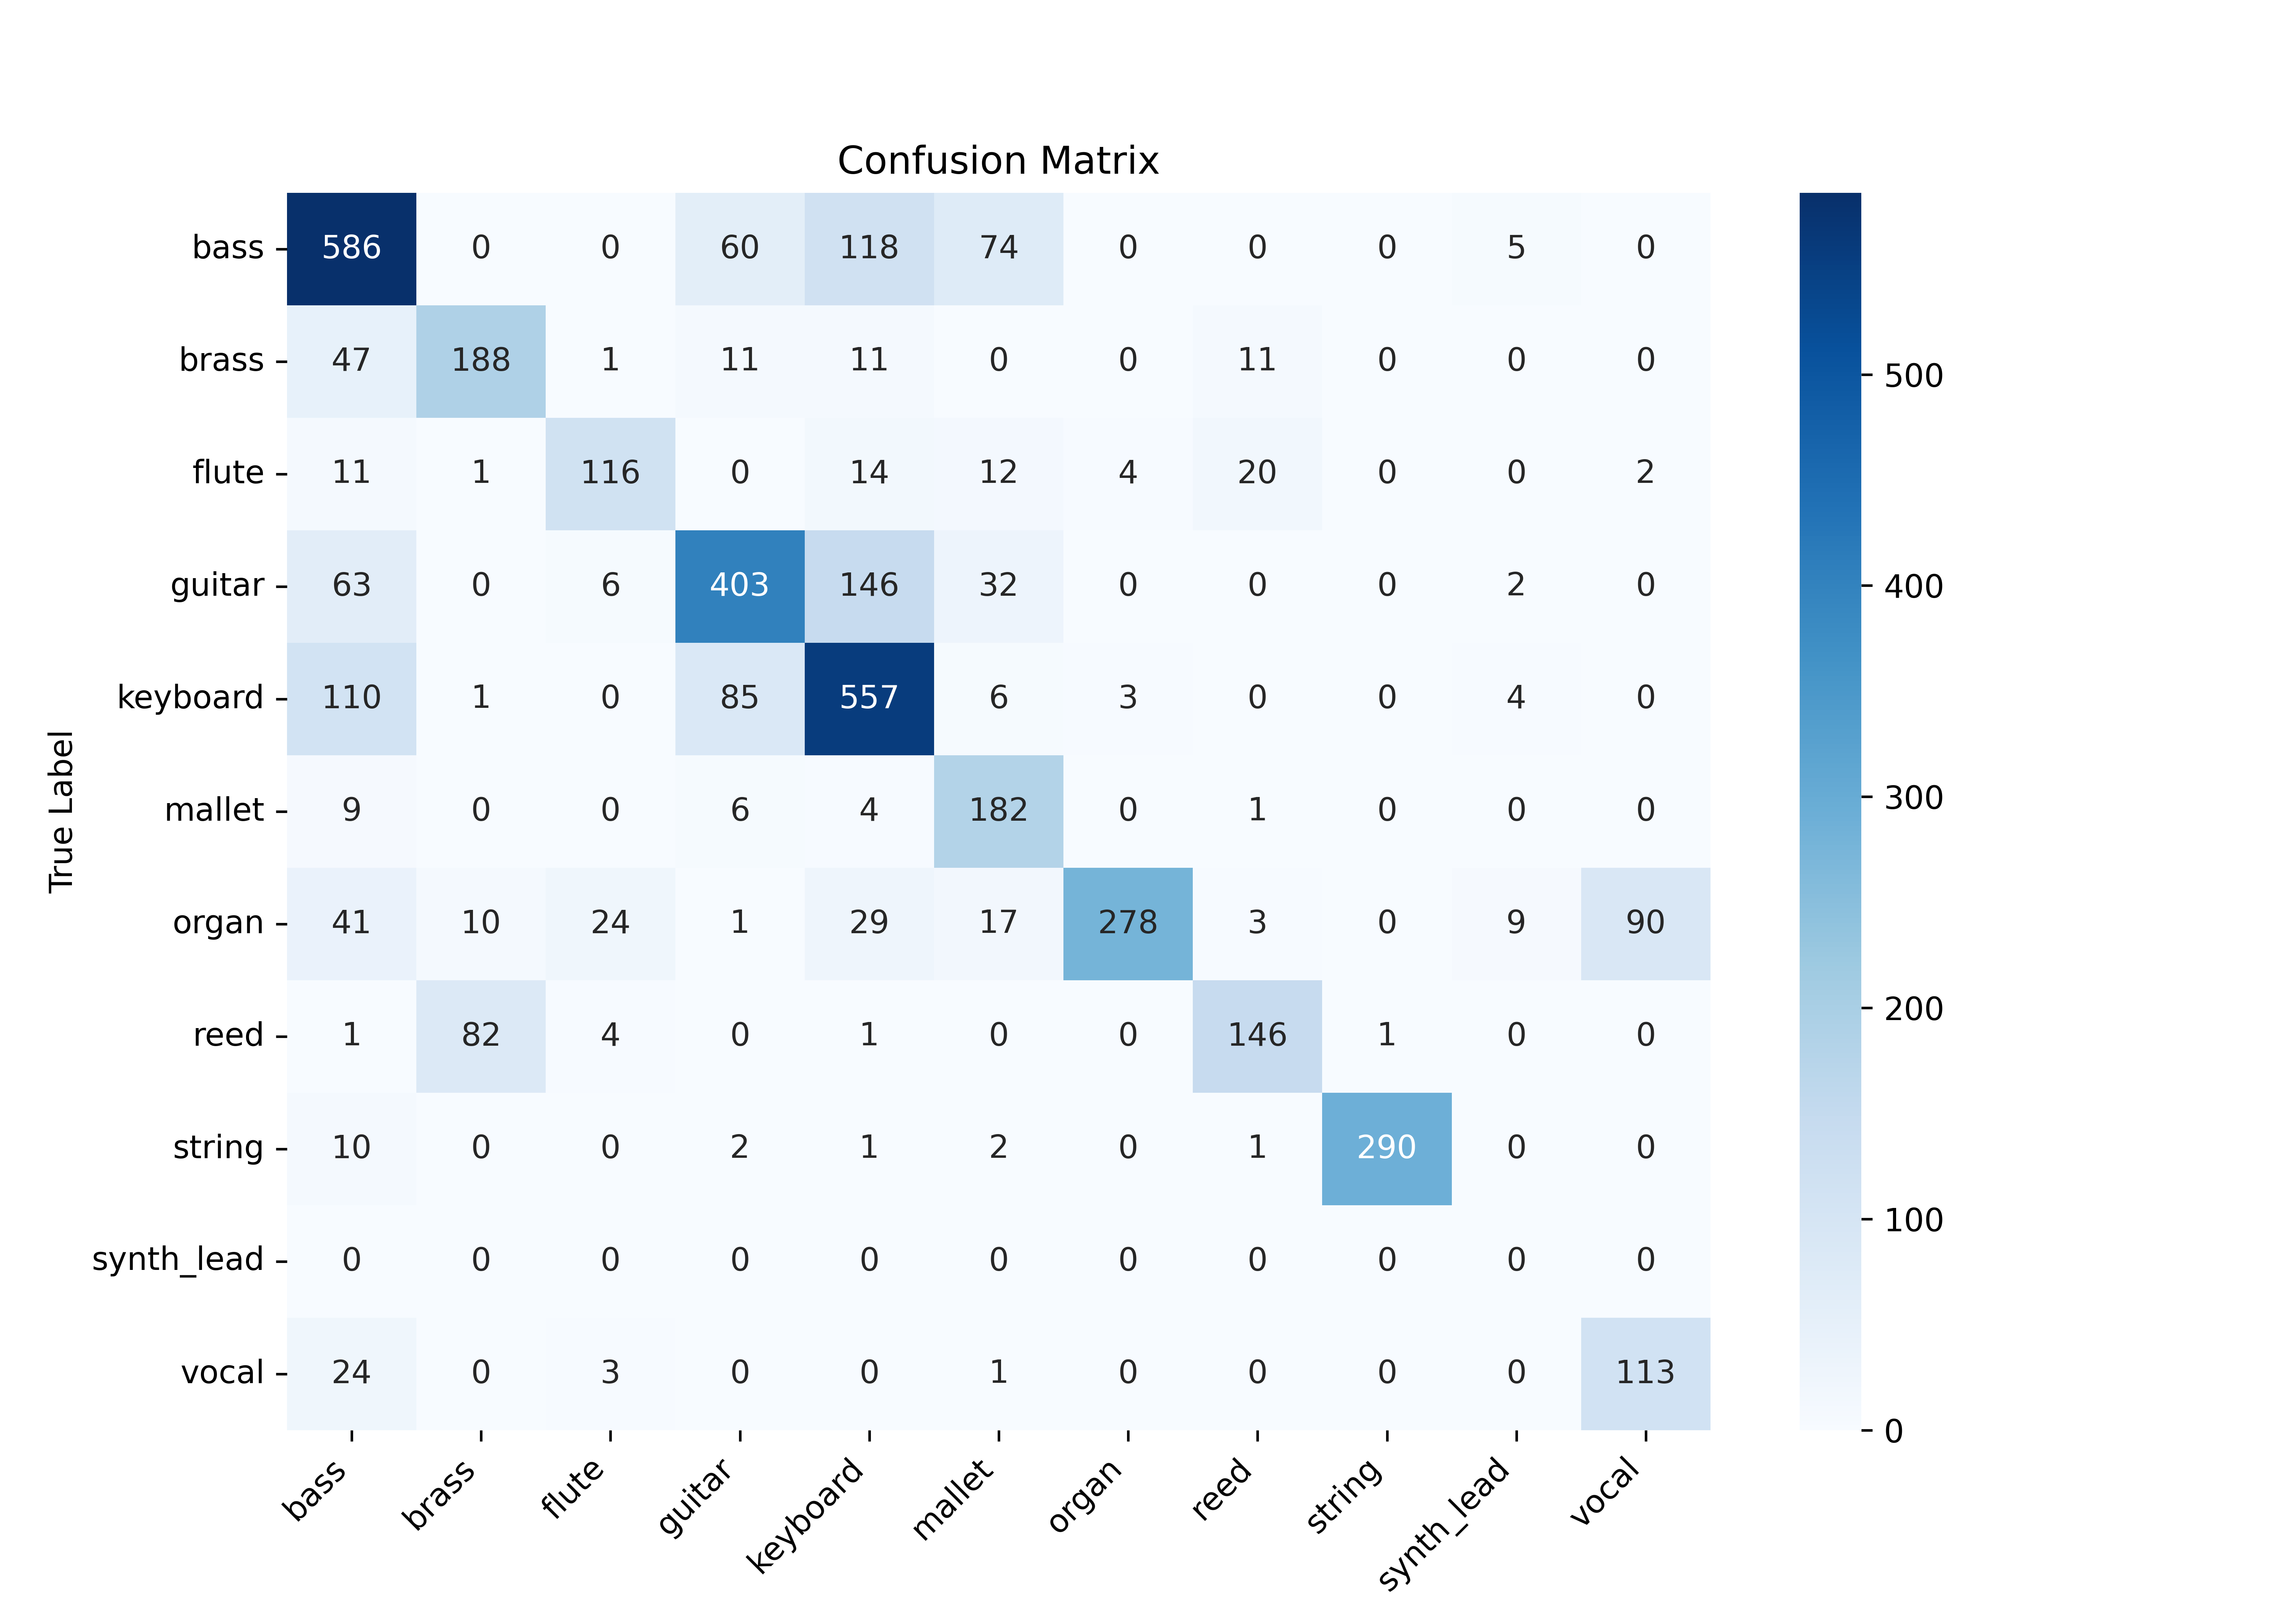 Confusion Matrix
True Label
bass 586 0 0 60 118 74 0 0 0 5 0
brass 47 188 1 11 11 0 0 11 0 0 0
flute 11 1 116 0 14 12 4 20 0 0 2
guitar 63 0 6 403 146 32 0 0 0 2 0
keyboard 110 1 0 85 557 6 3 0 0 4 0
mallet 9 0 0 6 4 182 0 1 0 0 0
organ 41 10 24 1 29 17 278 3 0 9 90
reed 1 82 4 0 1 0 0 146 1 0 0
string 10 0 0 2 1 2 0 1 290 0 0
synth_lead 0 0 0 0 0 0 0 0 0 0 0
vocal 24 0 3 0 0 1 0 0 0 0 113
bass brass flute guitar keyboard mallet organ reed string synth_lead vocal
500
400
300
200
100
0